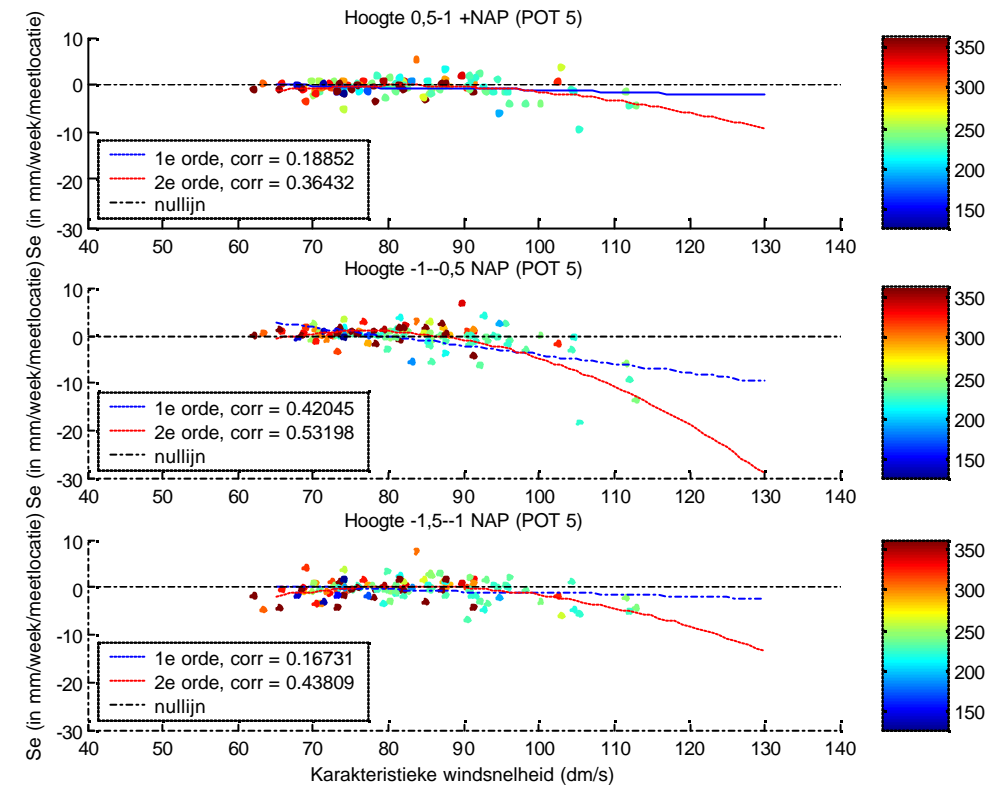 Hoogte 0,5-1 +NAP (POT 5)
Se (in mm/week/meetlocatie)
10
0
-10
-20
-30
1e orde, corr = 0.18852
2e orde, corr = 0.36432
nullijn
40 50 60 70 80 90 100 110 120 130 140
350
300
250
200
150
Hoogte -1--0,5 NAP (POT 5)
Se (in mm/week/meetlocatie)
10
0
-10
-20
-30
1e orde, corr = 0.42045
2e orde, corr = 0.53198
nullijn
40 50 60 70 80 90 100 110 120 130 140
350
300
250
200
150
Hoogte -1,5--1 NAP (POT 5)
Se (in mm/week/meetlocatie)
10
0
-10
-20
-30
1e orde, corr = 0.16731
2e orde, corr = 0.43809
nullijn
40 50 60 70 80 90 100 110 120 130 140
350
300
250
200
150
Karakteristieke windsnelheid (dm/s)